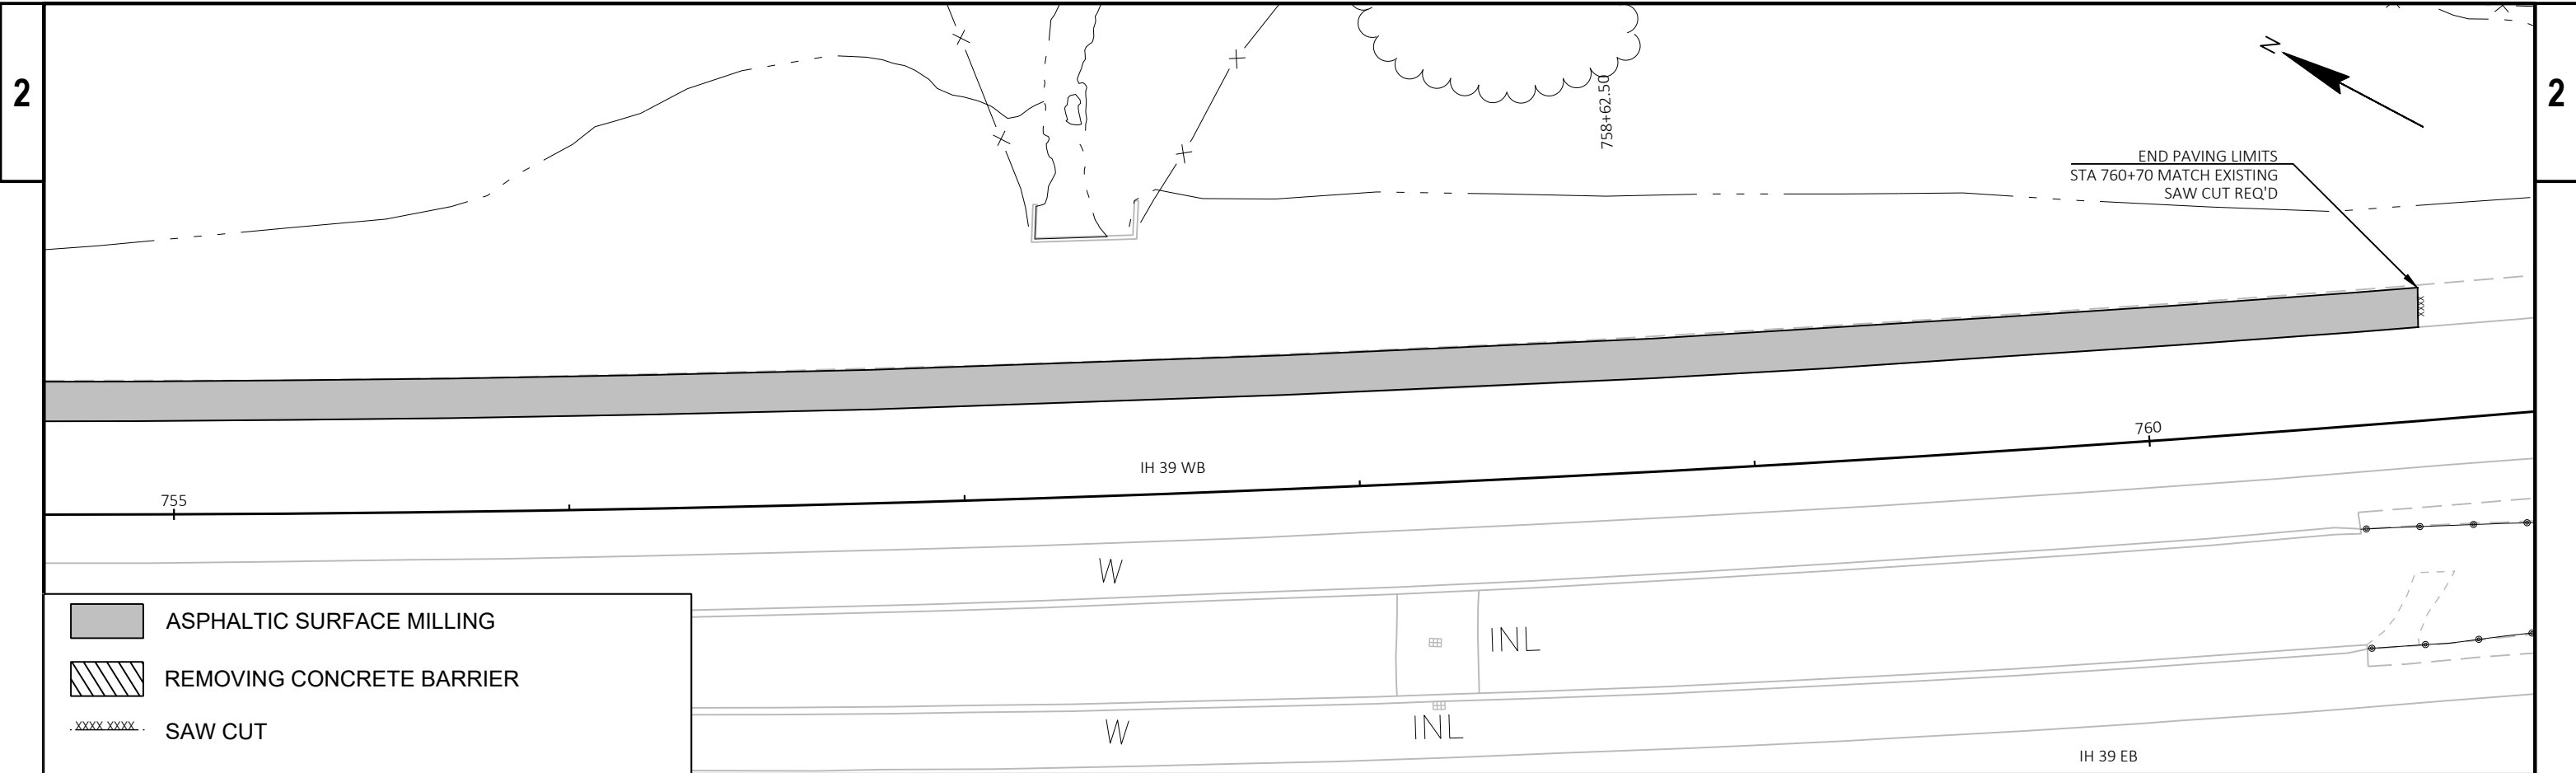 2
2
N
758+62.50
END PAVING LIMITS
STA 760+70 MATCH EXISTING
SAW CUT REQ'D
760
IH 39 WB
755
W
INL
W
INL
IH 39 EB
ASPHALTIC SURFACE MILLING
REMOVING CONCRETE BARRIER
XXXX XXXX
SAW CUT